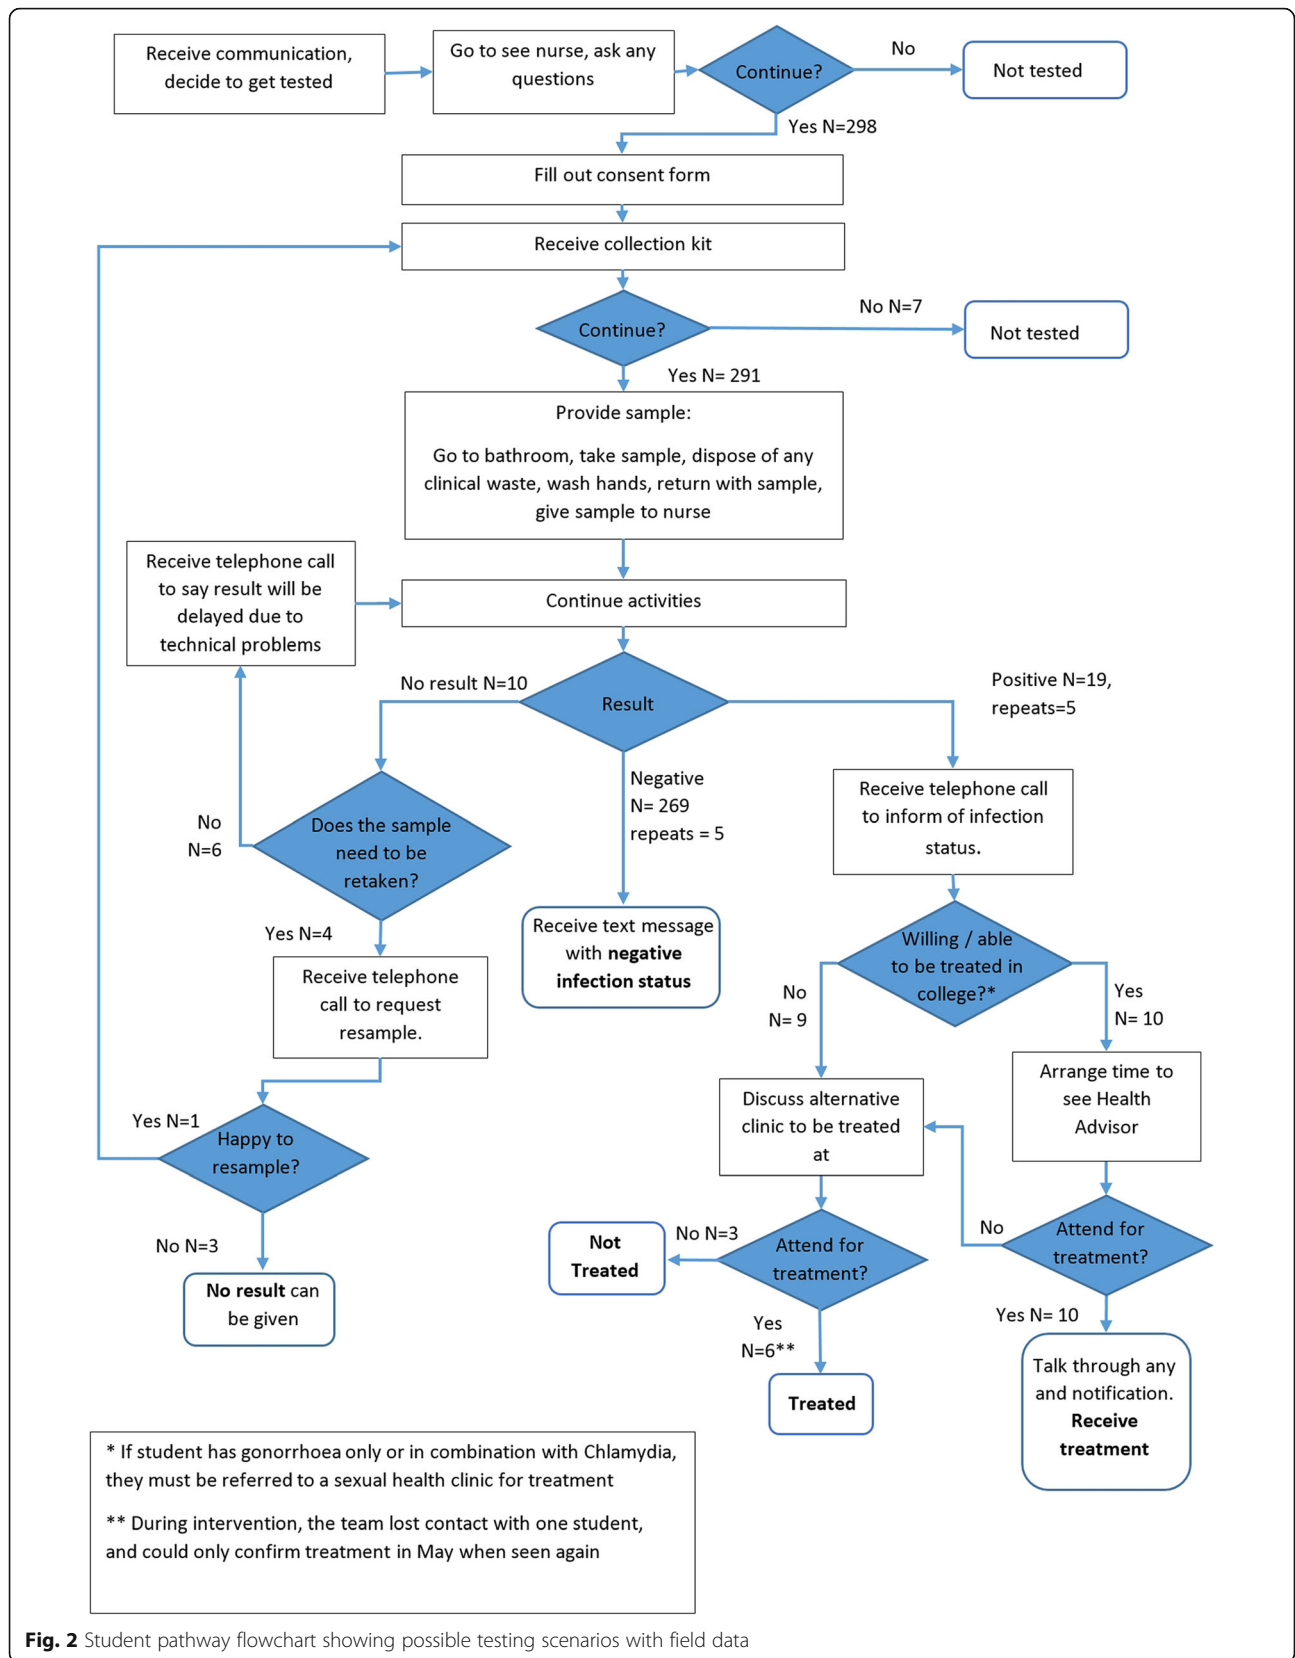 Receive communication,
decide to get tested
Go to see nurse, ask any
questions
Continue?
No
Not tested
Yes N=298
Fill out consent form
Receive collection kit
Continue?
No N=7
Not tested
Yes N= 291
Provide sample:
Go to bathroom, take sample, dispose of any
clinical waste, wash hands, return with sample,
give sample to nurse
Receive telephone call
to say result will be
delayed due to
technical problems
Continue activities
No result N=10
Result
Positive N=19,
repeats=5
Negative
N= 269
repeats = 5
Receive telephone call
to inform of infection
status.
No
N=6
Does the sample
need to be
retaken?
Yes N=4
Receive text message
with negative
infection status
Willing / able
to be treated in
college?*
No
N= 9
Yes
N= 10
Receive telephone
call to request
resample.
Arrange time to
see Health
Advisor
Discuss alternative
clinic to be treated
at
Yes N=1
Happy to
resample?
No N=3
No result can
be given
Not
Treated
No N=3
Attend for
treatment?
No
Attend for
treatment?
Yes
N=6**
Yes N= 10
Treated
Talk through any
and notification.
Receive
treatment
* If student has gonorrhoea only or in combination with Chlamydia,
they must be referred to a sexual health clinic for treatment
** During intervention, the team lost contact with one student,
and could only confirm treatment in May when seen again
Fig. 2 Student pathway flowchart showing possible testing scenarios with field data